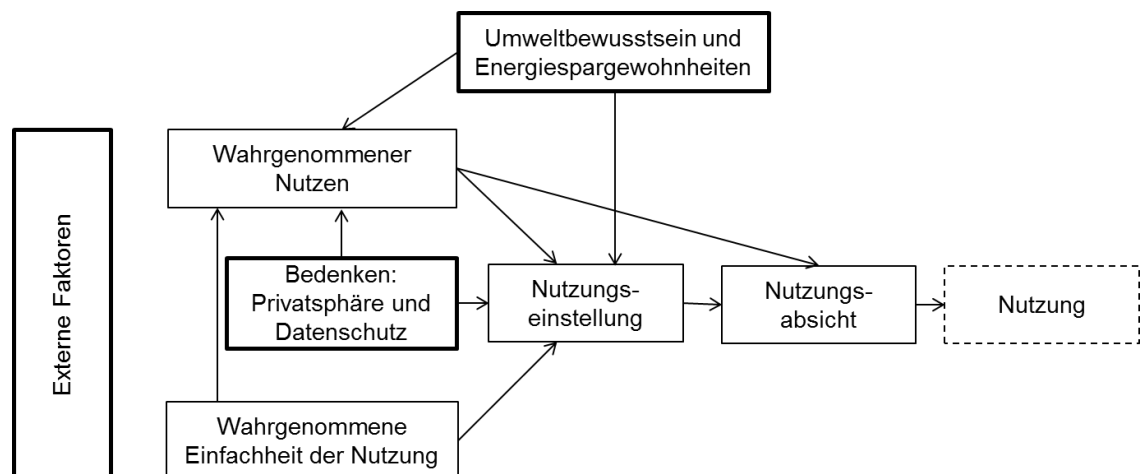 Umweltbewusstsein und
Energiespargewohnheiten
Externe Faktoren
Wahrgenommener
Nutzen
Bedenken:
Privatsphäre und
Datenschutz
Nutzungs-
einstellung
Nutzungs-
absicht
Nutzung
Wahrgenommene
Einfachheit der Nutzung